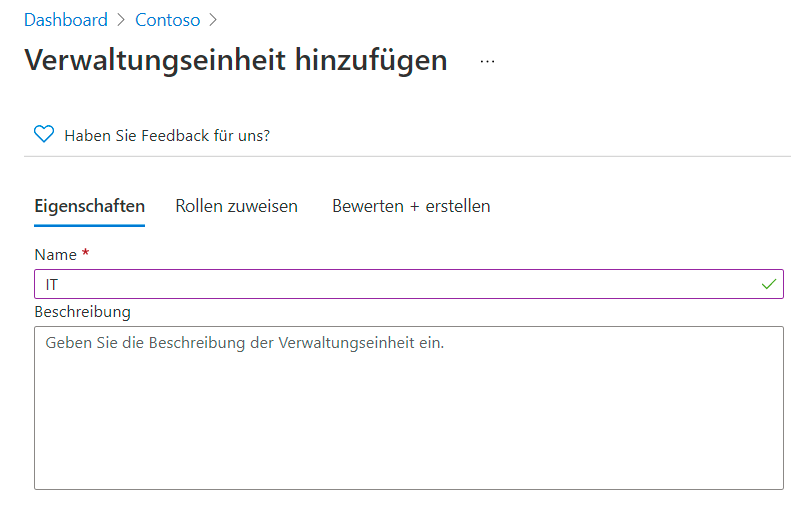 Dashboard > Contoso >
Verwaltungseinheit hinzufügen ...
Haben Sie Feedback für uns?
Eigenschaften Rollen zuweisen Bewerten + erstellen
Name *
IT
Beschreibung
Geben Sie die Beschreibung der Verwaltungseinheit ein.